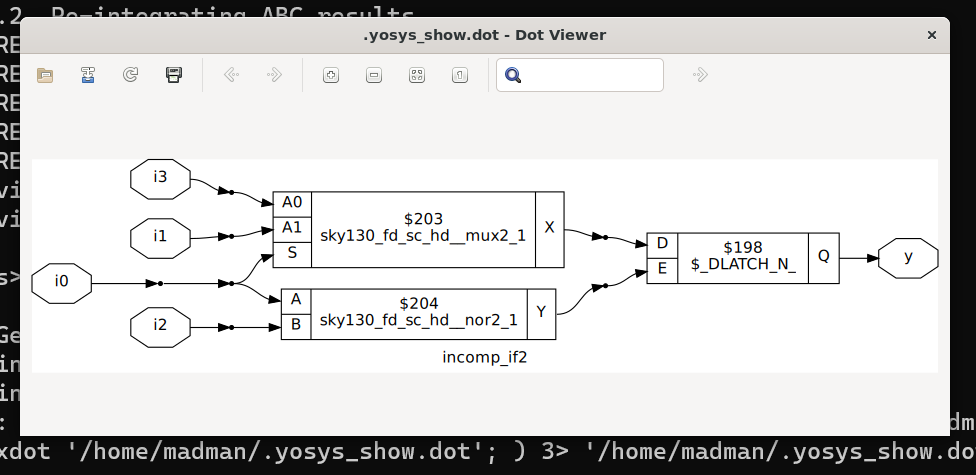 .2 Re-integrating ABC results
.yosys_show.dot - Dot Viewer
×
RE
RE
RE
RE
RE
vi
vi
s>
Ge
in
in
:
dm
i3
i1
i0
i2
A0
A1
S
$203
sky130_fd_sc_hd__mux2_1
X
A
B
$204
sky130_fd_sc_hd__nor2_1
Y
D
E
$198
$_DLATCH_N_
Q
y
incomp_if2
xdot '/home/madman/.yosys_show.dot'; ) 3> '/home/madman/.yosys_show.do